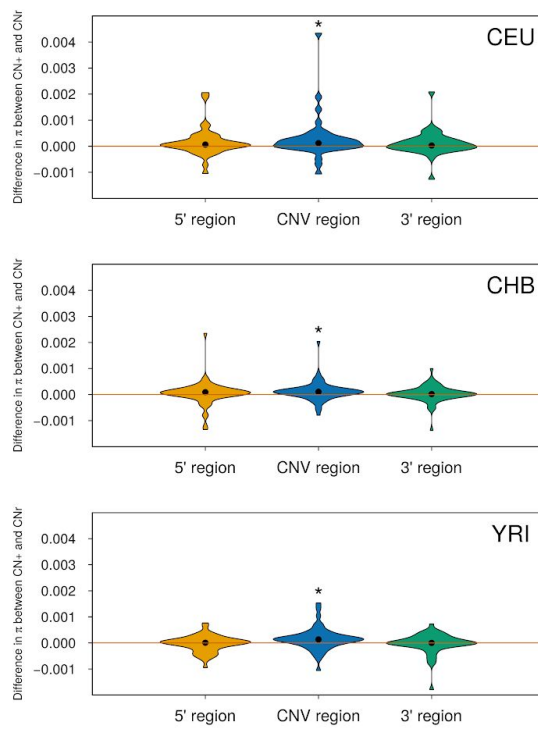 CEU
Difference in π between CN+ and CNr
0.004
0.003
0.002
0.001
0.000
−0.001
*
5' region CNV region 3' region
CHB
Difference in π between CN+ and CNr
0.004
0.003
0.002
0.001
0.000
−0.001
*
5' region CNV region 3' region
YRI
Difference in π between CN+ and CNr
0.004
0.003
0.002
0.001
0.000
−0.001
*
5' region CNV region 3' region